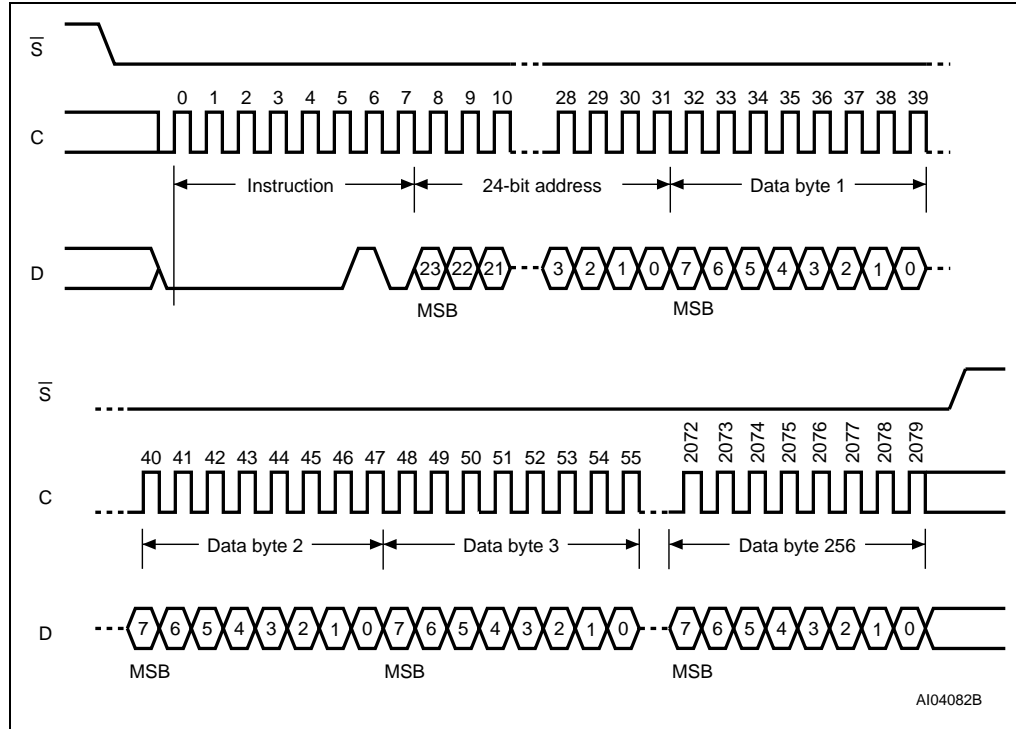 S
0 1 2 3 4 5 6 7 8 9 10 28 29 30 31 32 33 34 35 36 37 38 39
C
Instruction 24-bit address Data byte 1
D
23 22 21 3 2 1 0 7 6 5 4 3 2 1 0
MSB MSB
S
40 41 42 43 44 45 46 47 48 49 50 51 52 53 54 55 2072 2073 2074 2075 2076 2077 2078 2079
C
Data byte 2 Data byte 3 Data byte 256
D
7 6 5 4 3 2 1 0 7 6 5 4 3 2 1 0 7 6 5 4 3 2 1 0
MSB MSB MSB
AI04082B